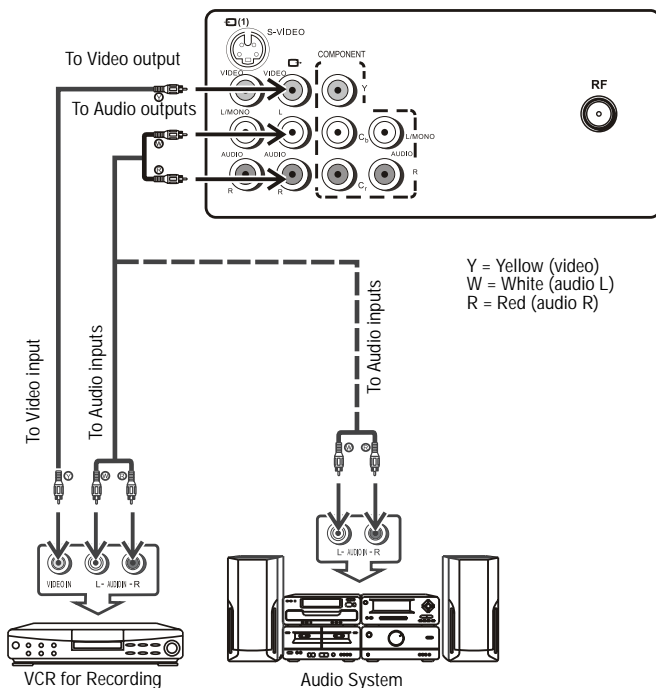 (1)
S-VIDEO
COMPONENT
To Video output
VIDEO VIDEO
Y
RF
Y
To Audio outputs
L/MONO L
Cb L/MONO
W
AUDIO AUDIO AUDIO
R
R R Cr R
Y = Yellow (video)
W = White (audio L)
R = Red (audio R)
To Video input
To Audio inputs
To Audio inputs
W R
Y W R
L- AUDIO IN -R
VIDEO IN L- AUDIO IN -R
VCR for Recording
Audio System